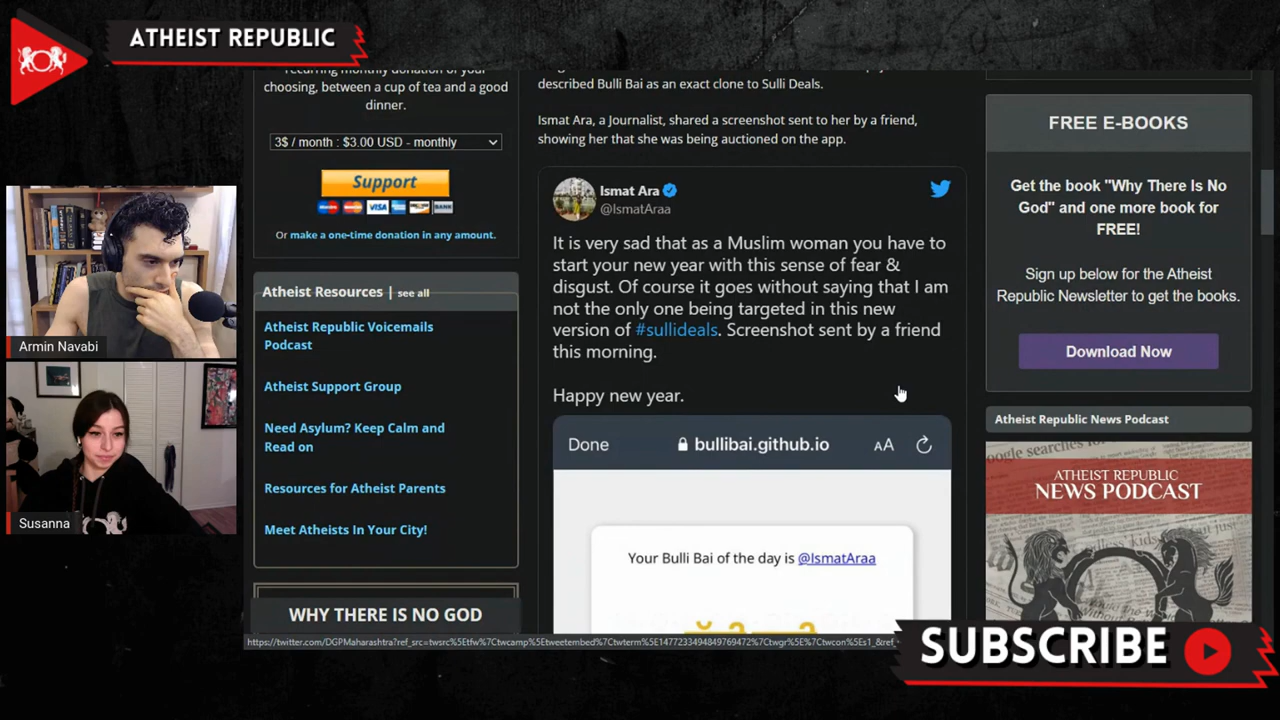 ATHEIST REPUBLIC
recurring monthly donation of your
choosing, between a cup of tea and a good
dinner.
3$ / month : $3.00 USD - monthly
Support
VISA
BANK
Or make a one-time donation in any amount.
Atheist Resources | see all
Atheist Republic Voicemails
Podcast
Atheist Support Group
Need Asylum? Keep Calm and
Read on
Resources for Atheist Parents
Meet Atheists In Your City!
WHY THERE IS NO GOD
described Bulli Bai as an exact clone to Sulli Deals.
Ismat Ara, a Journalist, shared a screenshot sent to her by a friend,
showing her that she was being auctioned on the app.
Ismat Ara
@IsmatAraa
It is very sad that as a Muslim woman you have to
start your new year with this sense of fear &
disgust. Of course it goes without saying that I am
not the only one being targeted in this new
version of #sullideals. Screenshot sent by a friend
this morning.
Happy new year.
Done
bullibai.github.io
AA
Your Bulli Bai of the day is @IsmatAraa
FREE E-BOOKS
Get the book "Why There Is No
God" and one more book for
FREE!
Sign up below for the Atheist
Republic Newsletter to get the books.
Download Now
Atheist Republic News Podcast
ATHEIST REPUBLIC
NEWS PODCAST
Armin Navabi
Susanna
SUBSCRIBE